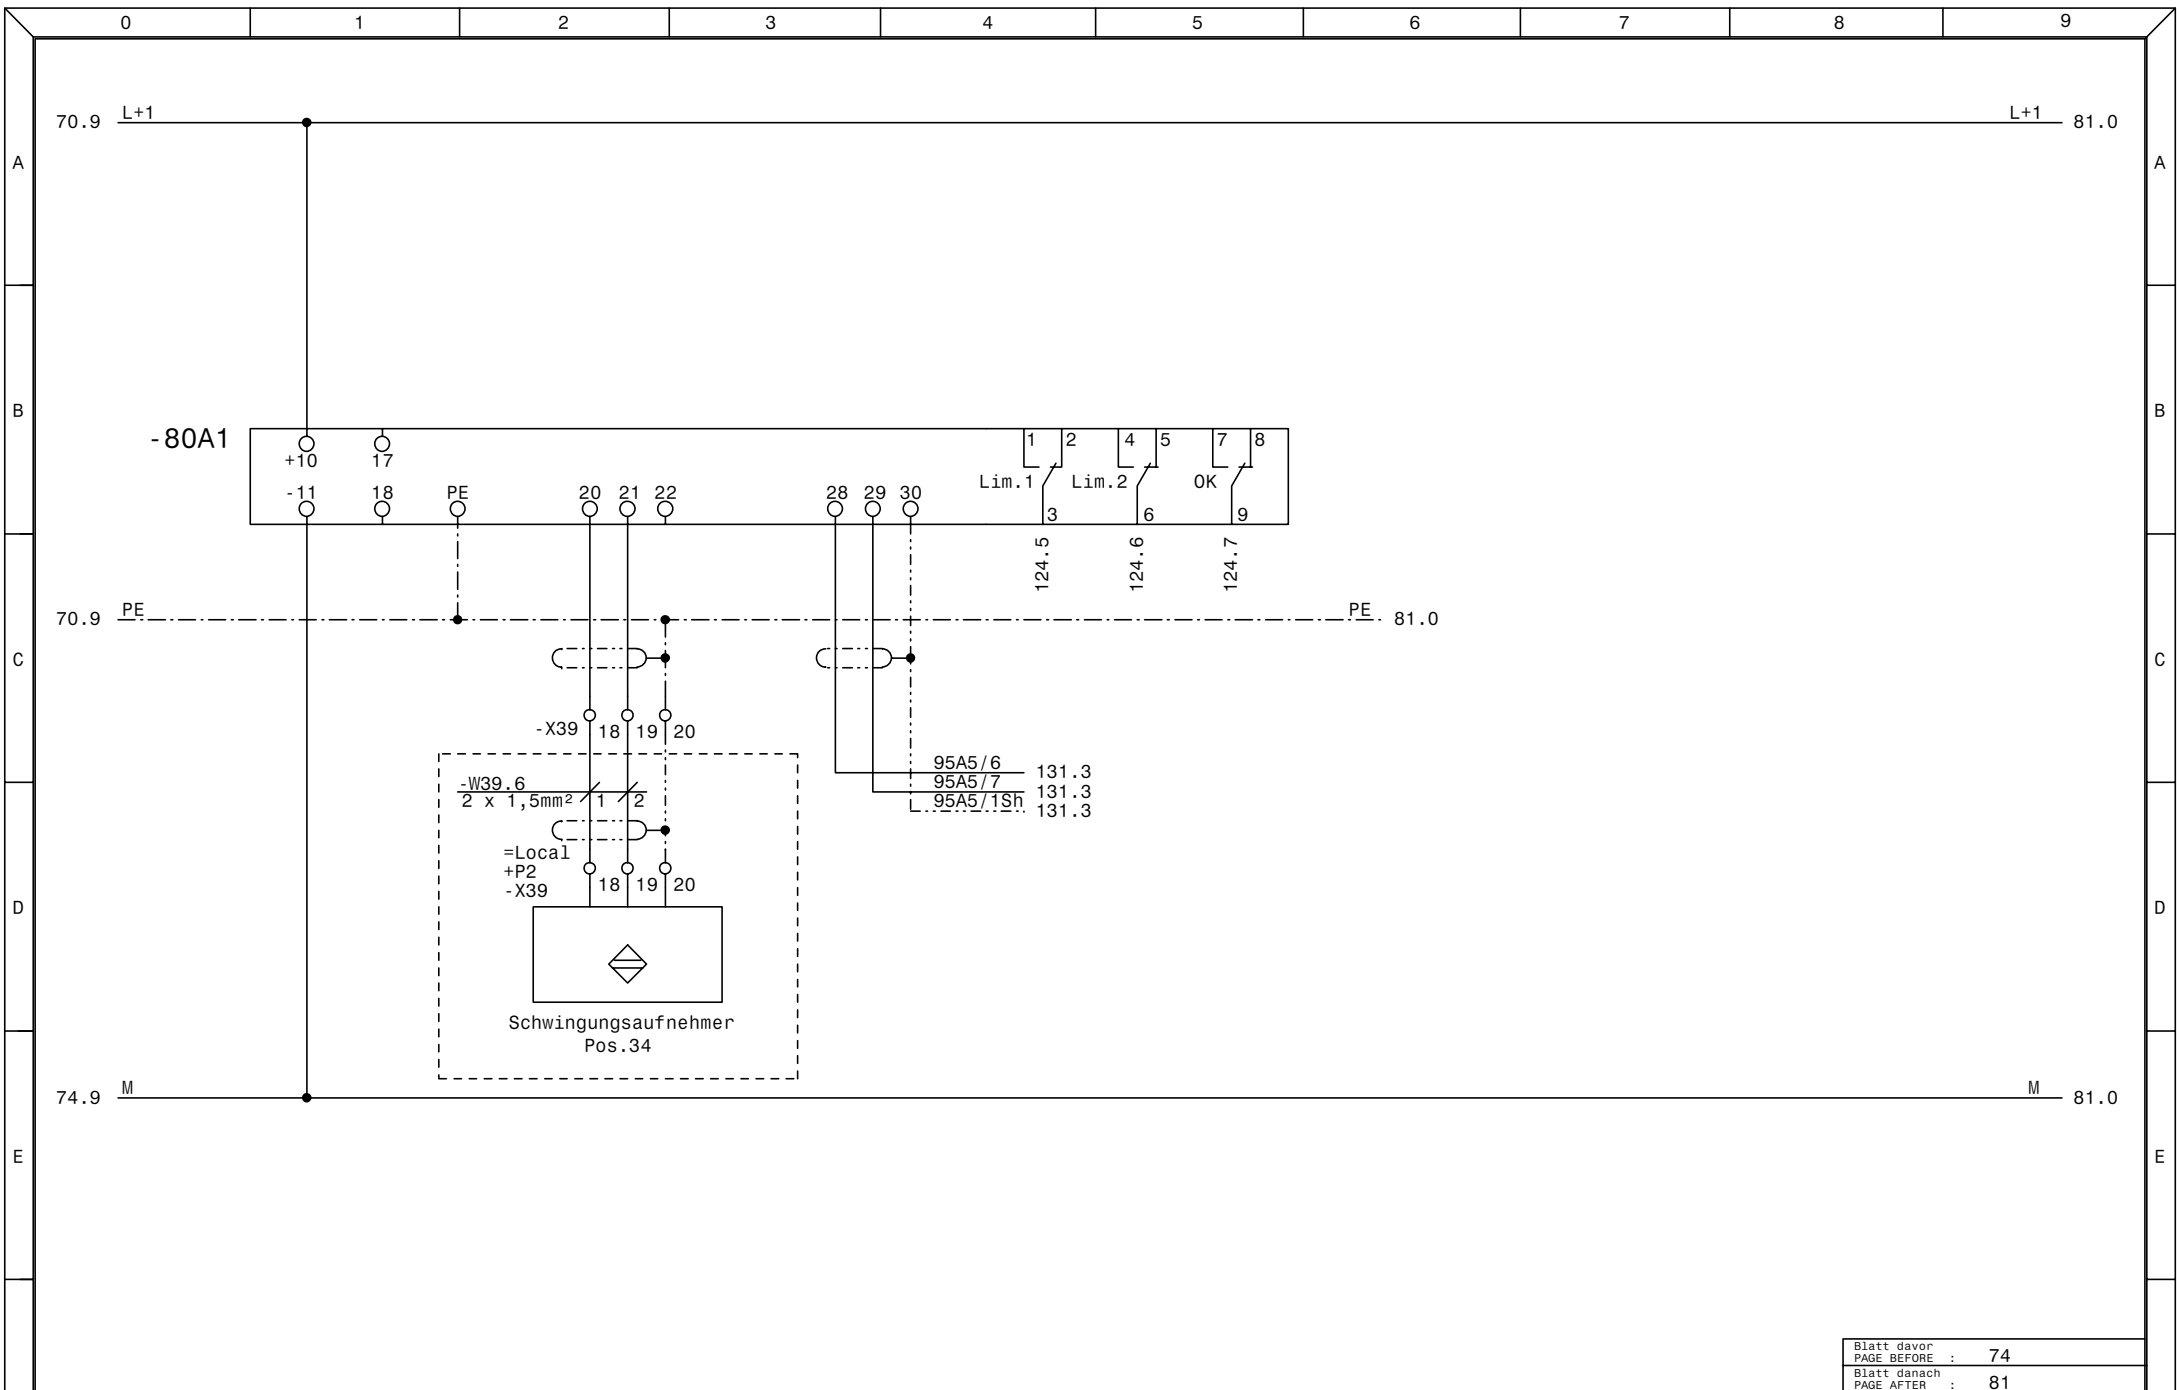 0 1 2 3 4 5 6 7 8 9
70.9 L+1 L+1 81.0
A A
B B
-80A1
+10 17
1 2 4 5 7 8
Lim.1 Lim.2 OK
-11 18 PE 20 21 22 28 29 30
3 6 9
124.5 124.6 124.7
70.9 PE PE 81.0
C C
-X39 18 19 20
95A5/6 131.3
-W39.6 95A5/7 131.3
2 x 1,5mm² 1 2 95A5/1Sh 131.3
=Local
+P2
-X39 18 19 20
D D
Schwingungsaufnehmer
Pos.34
74.9 M M 81.0
E E
Blatt davor
PAGE BEFORE : 74
Blatt danach
PAGE AFTER : 81